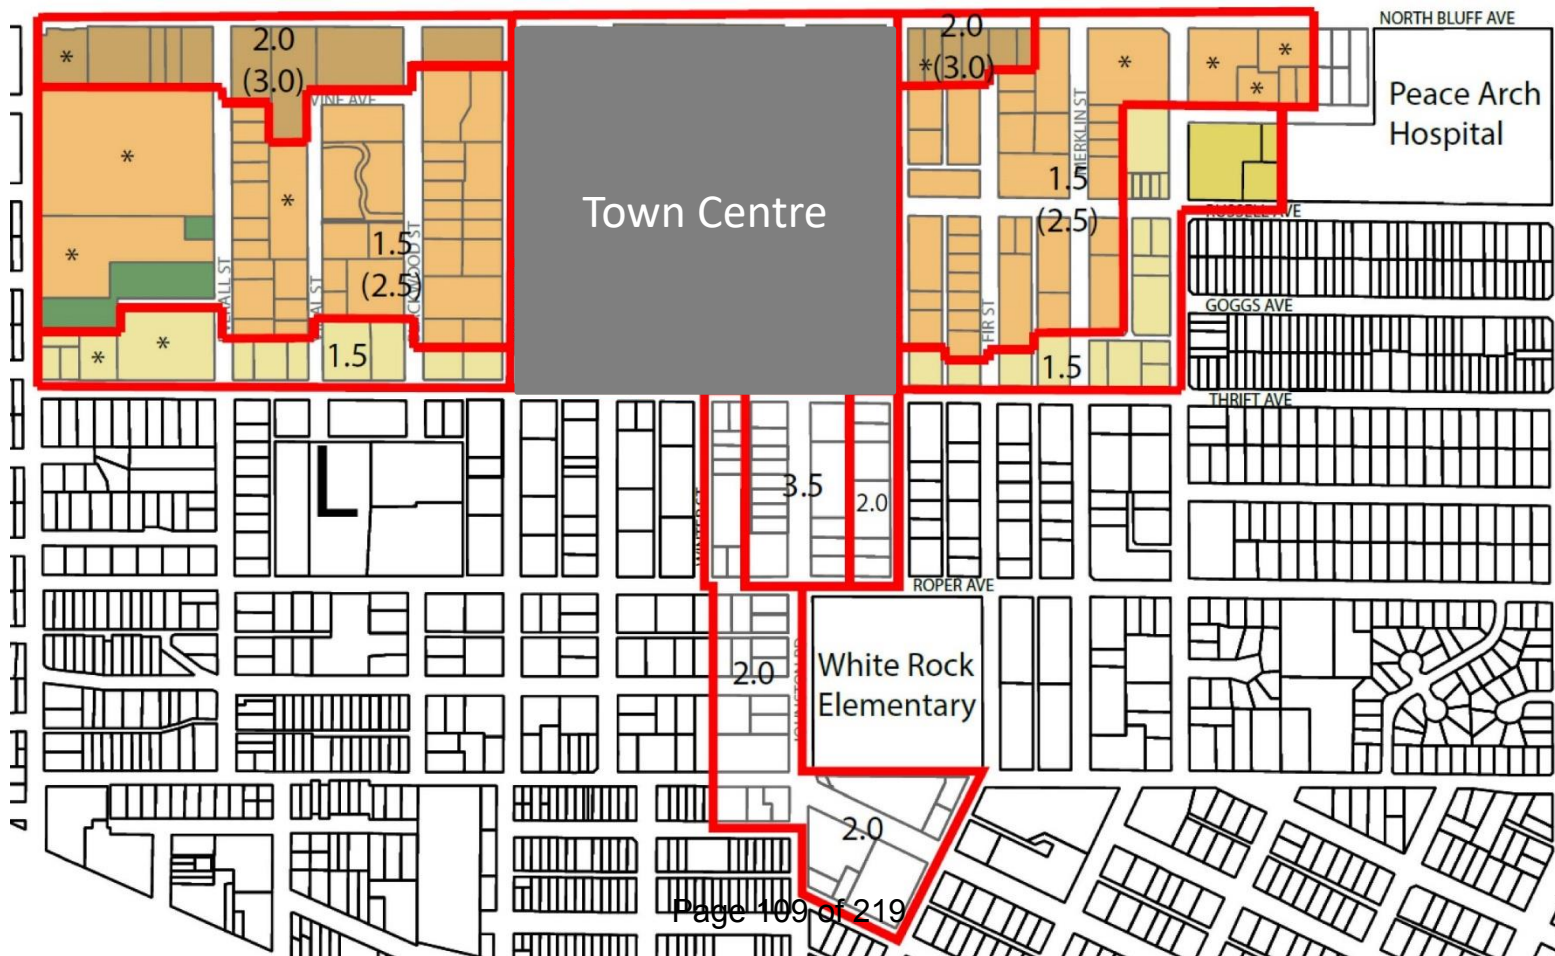 NORTH BLUFF AVE
*
2.0
(3.0)
2.0
*(3.0)
*
*
*
*
Peace Arch
Hospital
VINE AVE
*
*
*
Town Centre
MERKLIN ST
1.5
(2.5)
RUSSELL AVE
1.5
(2.5)
GOGGS AVE
FIR ST
*
*
1.5
1.5
THRIFT AVE
3.5
2.0
ROPER AVE
2.0
White Rock
Elementary
2.0
Page 109 of 219